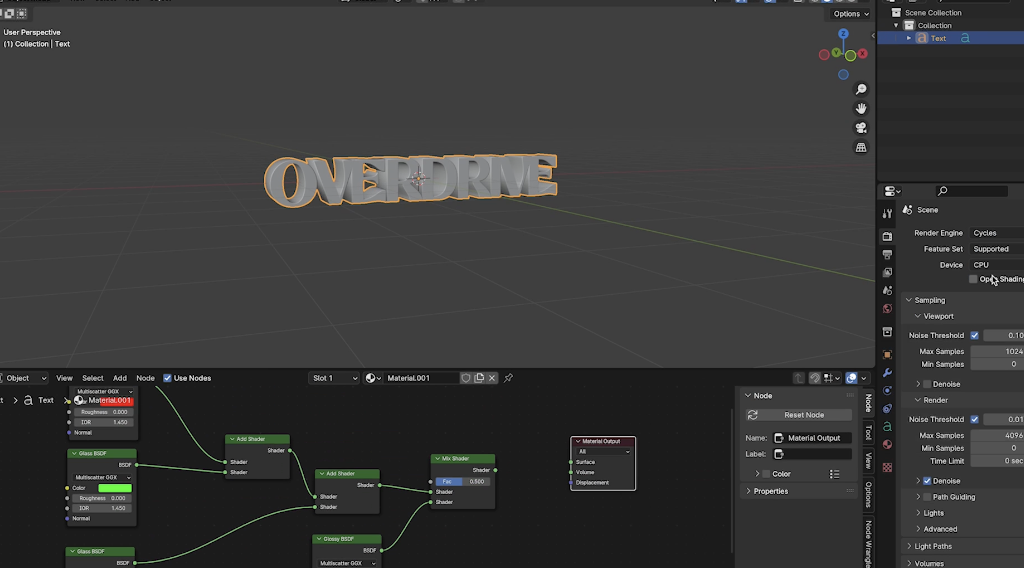 Options
Scene Collection
Collection
Text
User Perspective
(1) Collection | Text
Z
Y
X
OVERDRIVE
Scene
Render Engine Cycles
Feature Set Supported
Device CPU
Open Shading
Sampling
Viewport
Noise Threshold 0.10
Max Samples 1024
Min Samples 0
Denoise
Render
Noise Threshold 0.01
Max Samples 4096
Min Samples 0
Time Limit 0 sec
Denoise
Path Guiding
Lights
Advanced
Light Paths
Volumes
Object View Select Add Node Use Nodes Slot 1 Material.001
Text Material.001
Multiscatter GGX
Roughness 0.000
IOR 1.450
Normal
Glass BSDF
BSDF
Multiscatter GGX
Color
Roughness 0.000
IOR 1.450
Normal
Glass BSDF
BSDF
Add Shader
Shader
Shader
Shader
Add Shader
Shader
Shader
Shader
Glossy BSDF
BSDF
Multiscatter GGX
Mix Shader
Shader
Fac 0.500
Shader
Shader
Material Output
All
Surface
Volume
Displacement
Node
Reset Node
Name: Material Output
Label:
Color
Properties
Node
Tool
View
Options
Node Wrangle